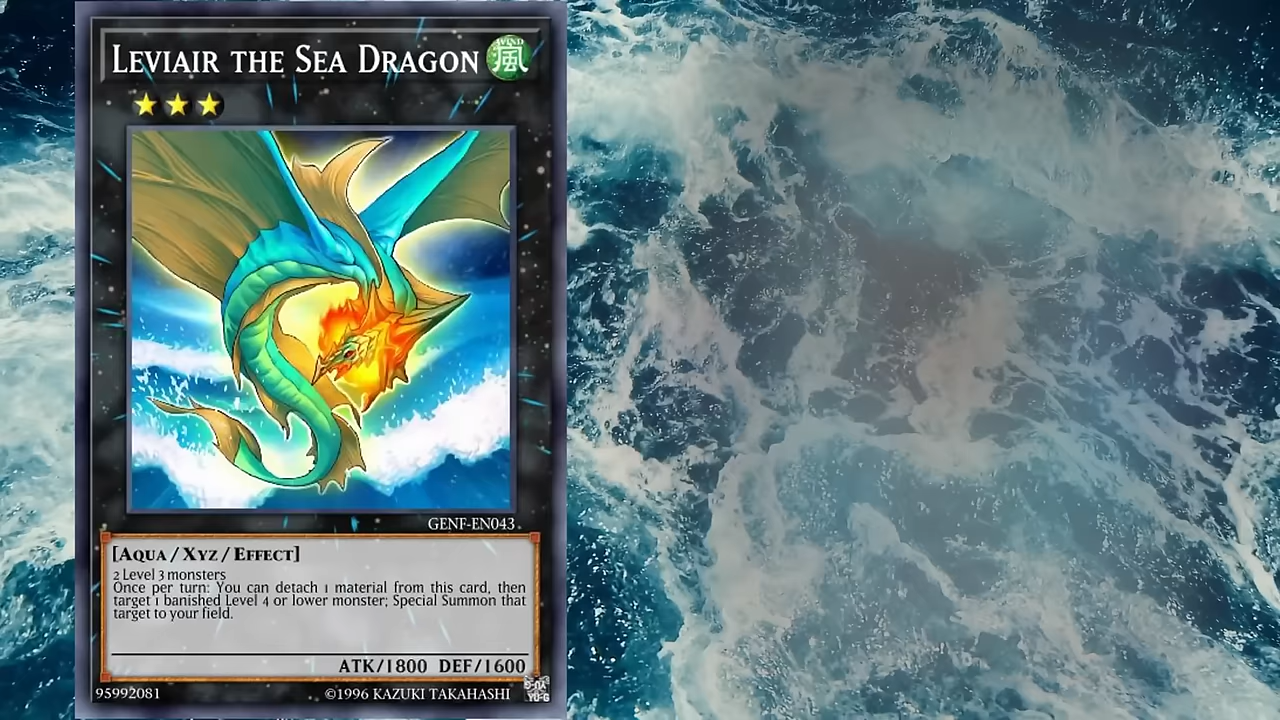 Leviair the Sea Dragon
WIND
風
GENF-EN043
[Aqua / Xyz / Effect]
2 Level 3 monsters
Once per turn: You can detach 1 material from this card, then
target 1 banished Level 4 or lower monster; Special Summon that
target to your field.
ATK/1800 DEF/1600
95992081
©1996 KAZUKI TAKAHASHI